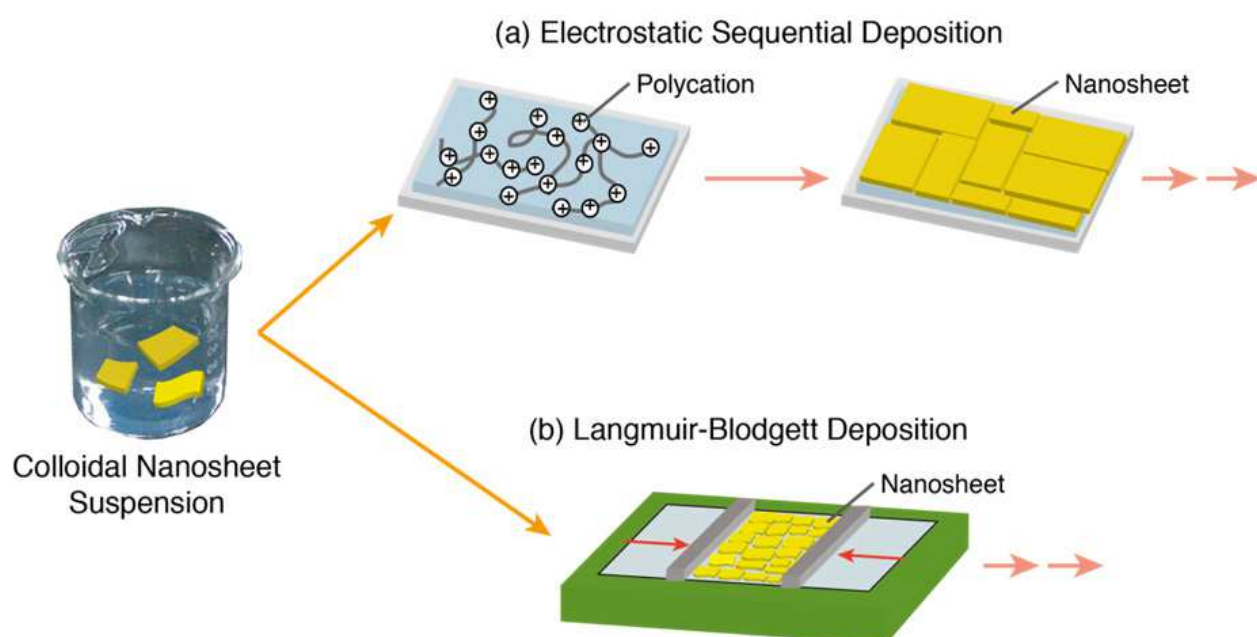 (a) Electrostatic Sequential Deposition
Polycation
Nanosheet
Colloidal Nanosheet
Suspension
(b) Langmuir-Blodgett Deposition
Nanosheet